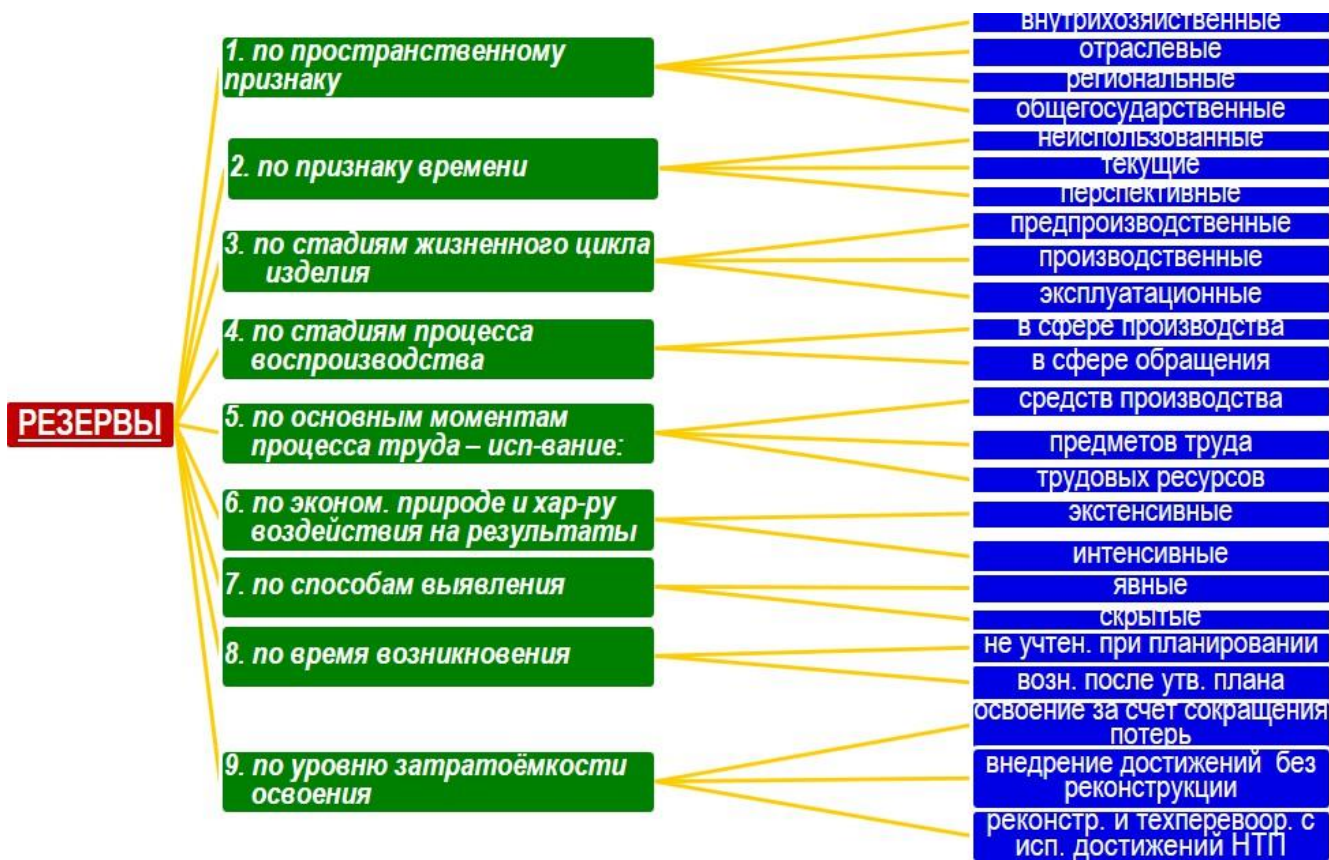 РЕЗЕРВЫ
1. по пространственному
признаку
внутрихозяйственные
отраслевые
региональные
общегосударственные
2. по признаку времени
неиспользованные
текущие
перспективные
3. по стадиям жизненного цикла
изделия
предпроизводственные
производственные
эксплуатационные
4. по стадиям процесса
воспроизводства
в сфере производства
в сфере обращения
5. по основным моментам
процесса труда – исп-вание:
средств производства
предметов труда
трудовых ресурсов
6. по эконом. природе и хар-ру
воздействия на результаты
экстенсивные
интенсивные
7. по способам выявления
явные
скрытые
8. по время возникновения
не учтен. при планировании
возн. после утв. плана
9. по уровню затратоёмкости
освоения
освоение за счет сокращения
потерь
внедрение достижений без
реконструкции
реконстр. и техперевоор. с
исп. достижений НТП